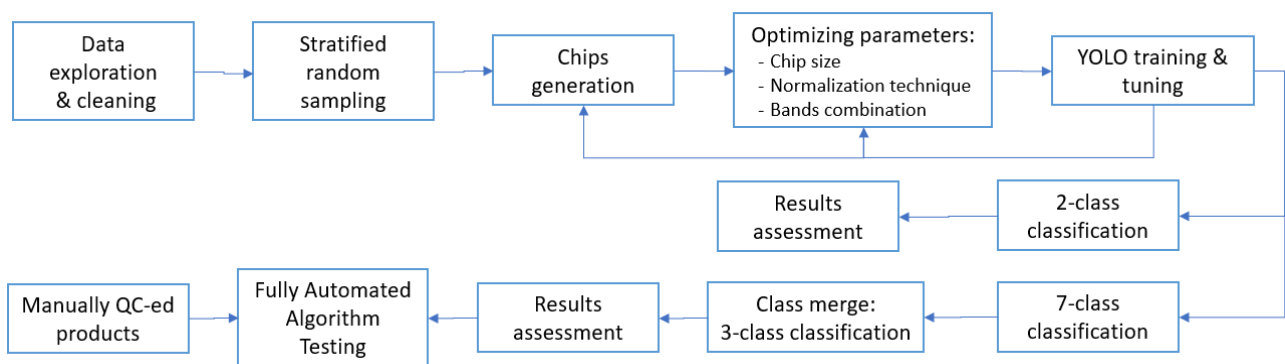 Data
exploration
& cleaning
Stratified
random
sampling
Chips
generation
Optimizing parameters:
- Chip size
- Normalization technique
- Bands combination
YOLO training &
tuning
Results
assessment
2-class
classification
Manually QC-ed
products
Fully Automated
Algorithm
Testing
Results
assessment
Class merge:
3-class classification
7-class
classification